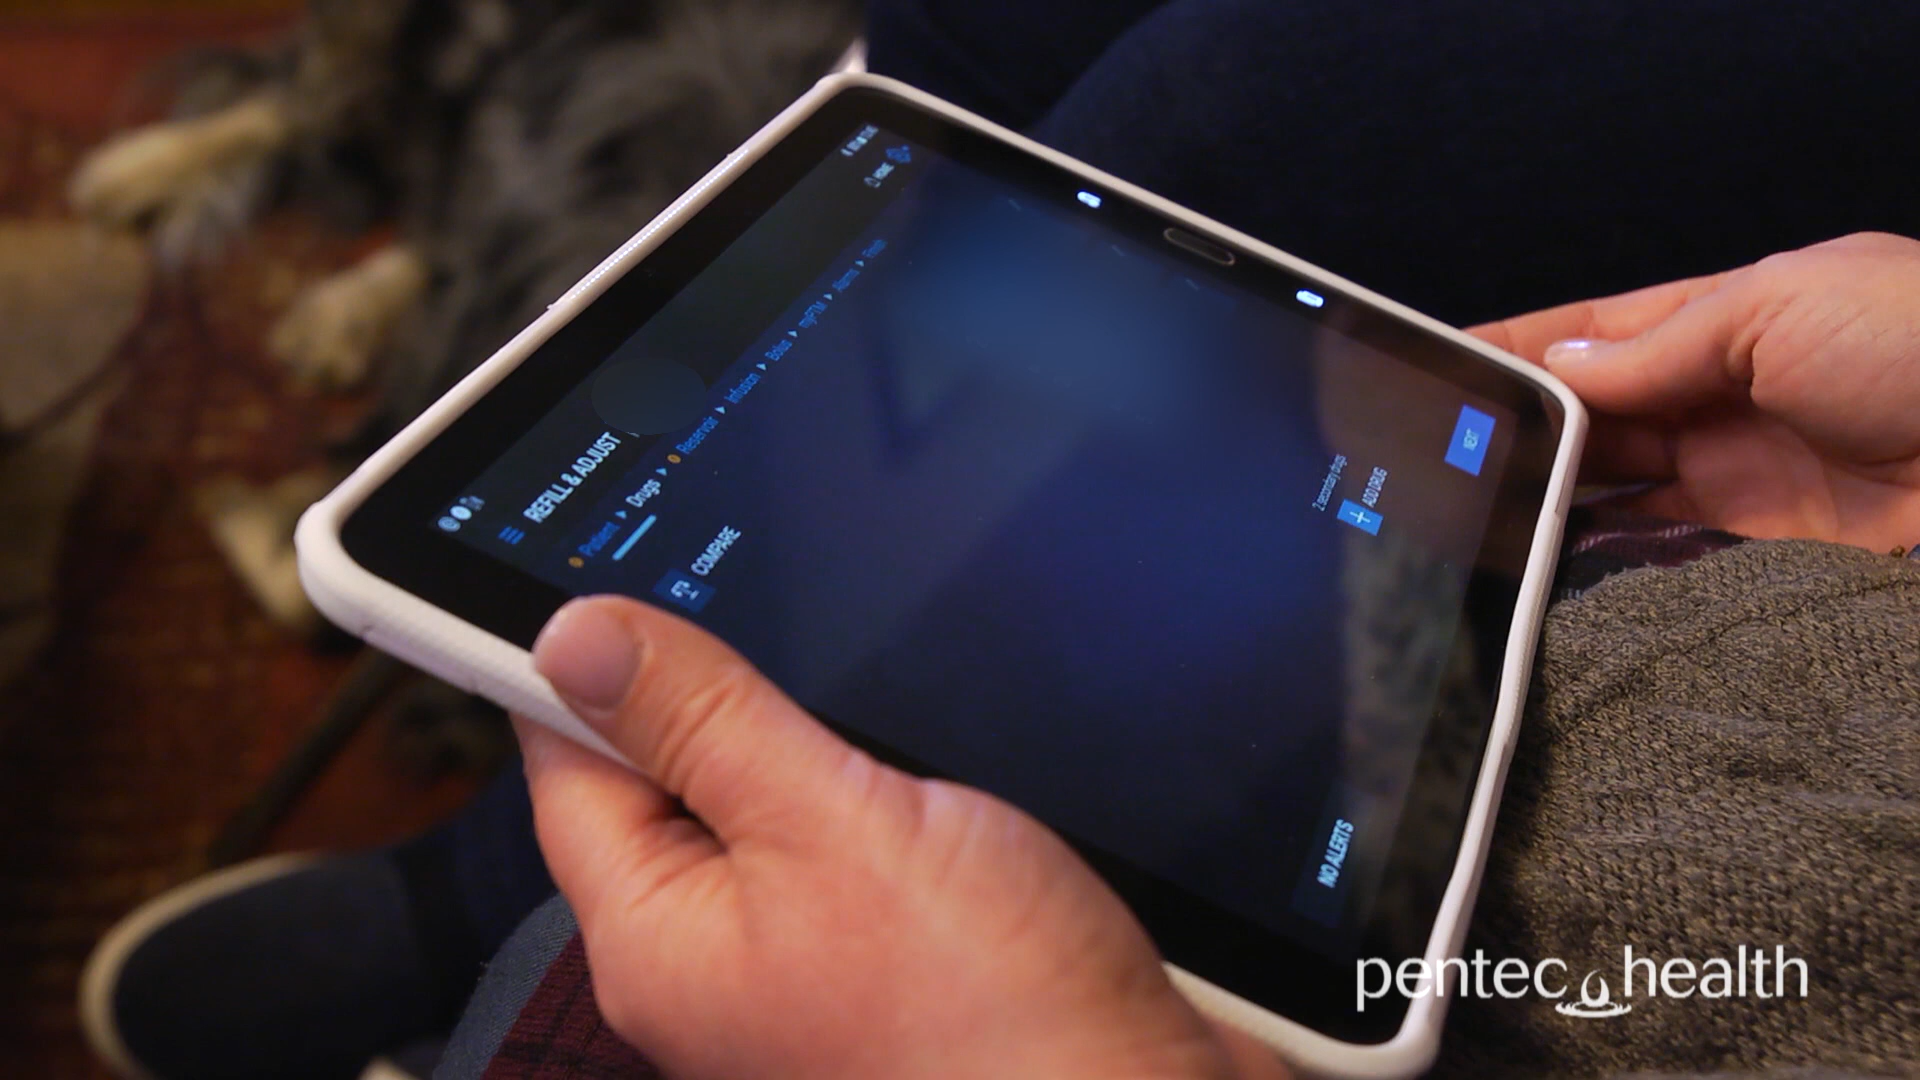 HOME
REFILL & ADJUST
Patient ▸ Drugs ▸ Reservoir ▸ Infusion ▸ Bolus ▸ myPTM ▸ Alarms ▸ Finish
COMPARE
2 secondary drugs
ADD DRUG
NEXT
NO ALERTS
pentec health